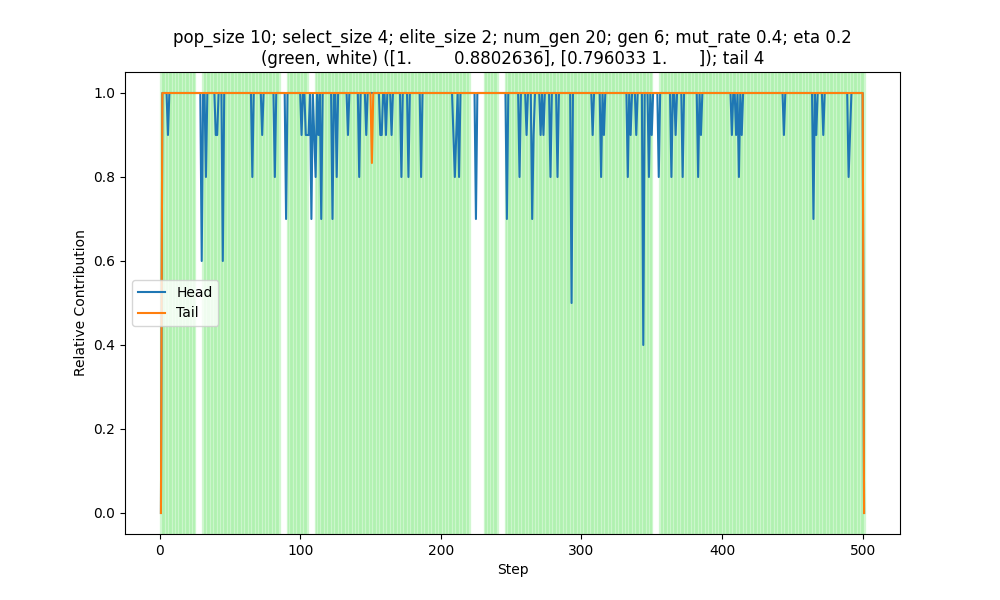 pop_size 10; select_size 4; elite_size 2; num_gen 20; gen 6; mut_rate 0.4; eta 0.2
(green, white) ([1.        0.8802636], [0.796033 1.      ]); tail 4
1.0
0.8
0.6
0.4
0.2
0.0
Relative Contribution
Head
Tail
0
100
200
300
400
500
Step